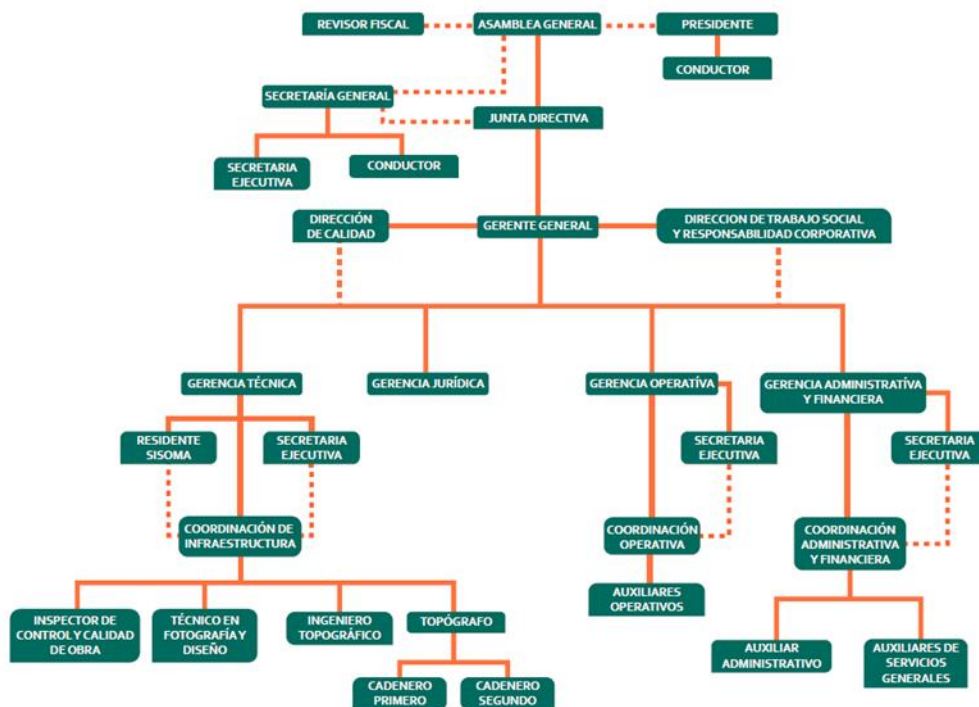 REVISOR FISCAL
ASAMBLEA GENERAL
PRESIDENTE
CONDUCTOR
SECRETARÍA GENERAL
JUNTA DIRECTIVA
SECRETARIA
EJECUTIVA
CONDUCTOR
DIRECCIÓN
DE CALIDAD
GERENTE GENERAL
DIRECCION DE TRABAJO SOCIAL
Y RESPONSABILIDAD CORPORATIVA
GERENCIA TÉCNICA
GERENCIA JURÍDICA
GERENCIA OPERATÍVA
GERENCIA ADMINISTRATÍVA
Y FINANCIERA
RESIDENTE
SISOMA
SECRETARIA
EJECUTIVA
SECRETARIA
EJECUTIVA
SECRETARIA
EJECUTIVA
COORDINACIÓN DE
INFRAESTRUCTURA
COORDINACIÓN
OPERATIVA
COORDINACIÓN
ADMINISTRATIVA
Y FINANCIERA
AUXILIARES
OPERATIVOS
INSPECTOR DE
CONTROL Y CALIDAD
DE OBRA
TÉCNICO EN
FOTOGRAFÍA Y
DISEÑO
INGENIERO
TOPOGRÁFICO
TOPÓGRAFO
AUXILIAR
ADMINISTRATIVO
AUXILIARES DE
SERVICIOS
GENERALES
CADENERO
PRIMERO
CADENERO
SEGUNDO